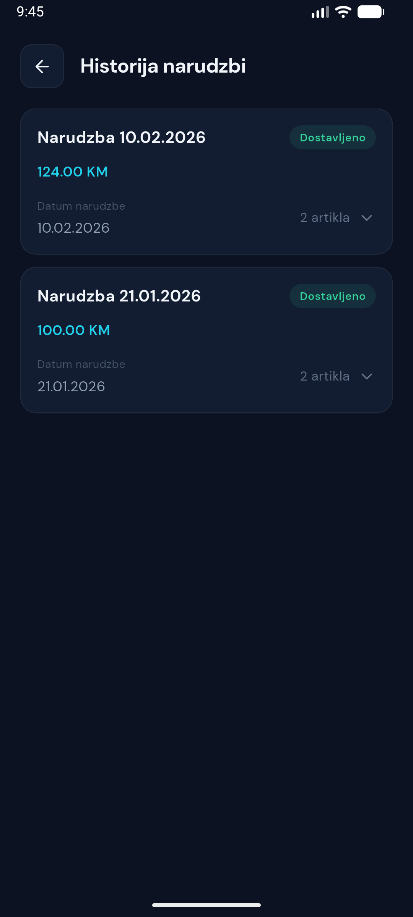 9:45
Historija narudzbi
Narudzba 10.02.2026
Dostavljeno
124.00 KM
Datum narudzbe
10.02.2026
2 artikla
Narudzba 21.01.2026
Dostavljeno
100.00 KM
Datum narudzbe
21.01.2026
2 artikla